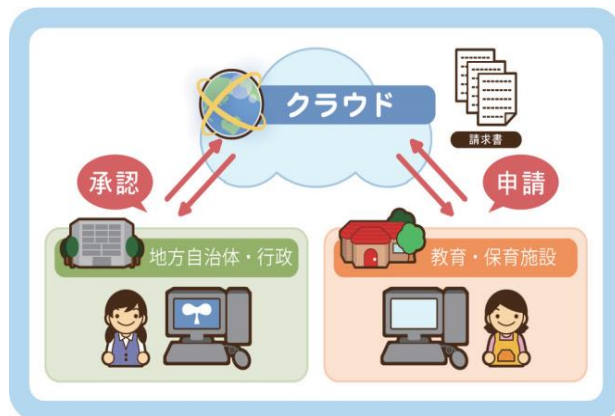 クラウド
請求書
承認
申請
地方自治体・行政
教育・保育施設